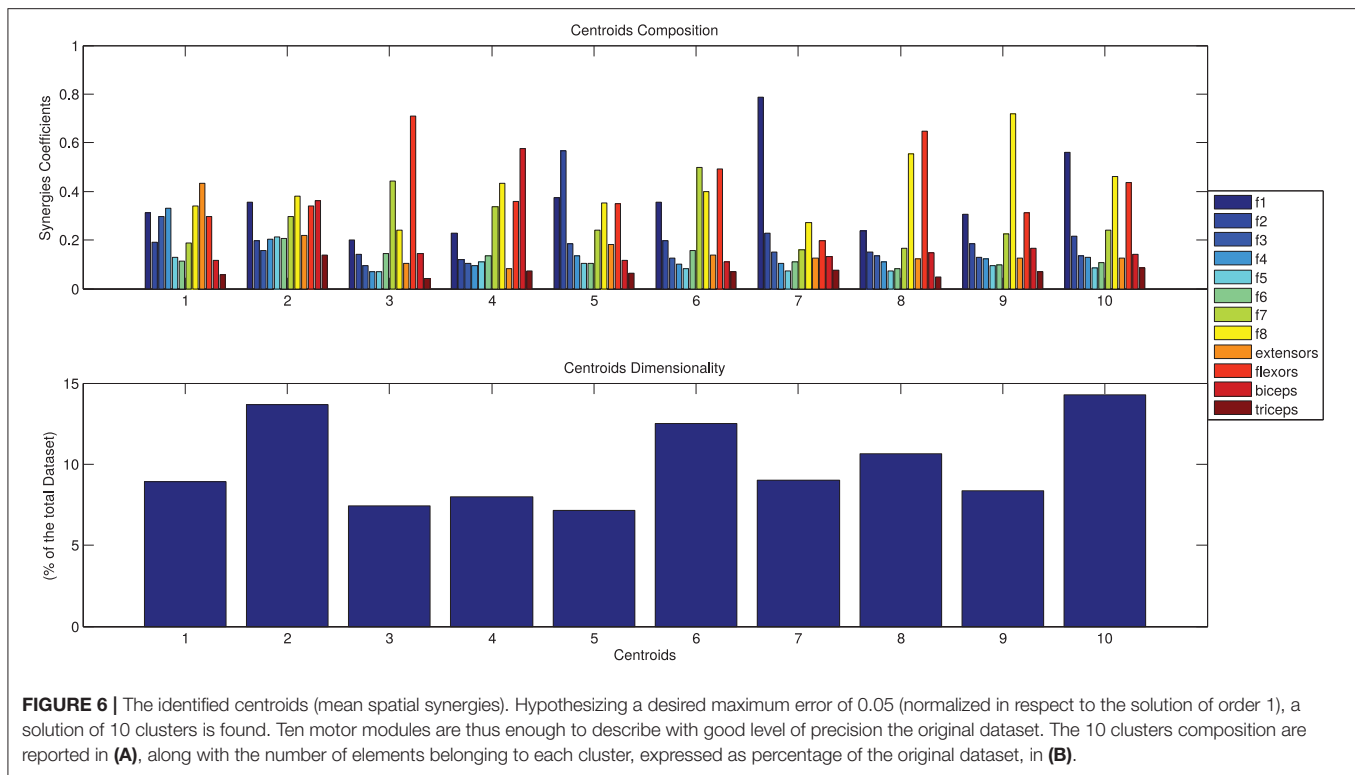 Centroids Composition
Synergies Coefficients
1
0.8
0.6
0.4
0.2
0
1 2 3 4 5 6 7 8 9 10
f1
f2
f3
f4
f5
f6
f7
f8
extensors
flexors
biceps
triceps
Centroids Dimensionality
(% of the total Dataset)
15
10
5
0
1 2 3 4 5 6 7 8 9 10
Centroids
FIGURE 6 | The identified centroids (mean spatial synergies). Hypothesizing a desired maximum error of 0.05 (normalized in respect to the solution of order 1), a
solution of 10 clusters is found. Ten motor modules are thus enough to describe with good level of precision the original dataset. The 10 clusters composition are
reported in (A), along with the number of elements belonging to each cluster, expressed as percentage of the original dataset, in (B).